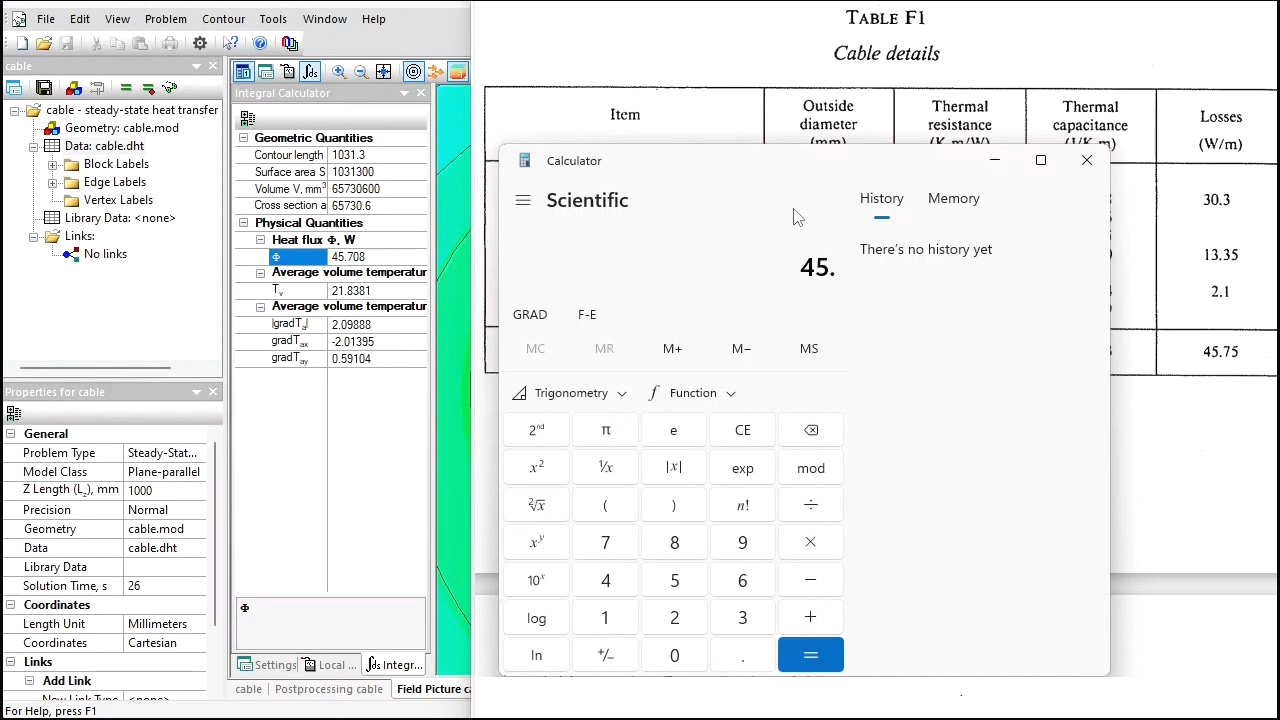 File Edit View Problem Contour Tools Window Help
cable
cable - steady-state heat transfer
Geometry: cable.mod
Data: cable.dht
Block Labels
Edge Labels
Vertex Labels
Library Data: <none>
Links:
No links
Properties for cable
General
Problem Type Steady-Stat...
Model Class Plane-parallel
Z Length (Lz), mm 1000
Precision Normal
Geometry cable.mod
Data cable.dht
Library Data
Solution Time, s 26
Coordinates
Length Unit Millimeters
Coordinates Cartesian
Links
Add Link
New Link Type <none>
For Help, press F1
Integral Calculator
Geometric Quantities
Contour length 1031.3
Surface area S 1031300
Volume V, mm³ 65730600
Cross section a 65730.6
Physical Quantities
Heat flux Φ, W
Φ 45.708
Average volume temperatur
Tv 21.8381
Average volume temperatur
|gradTa| 2.09888
gradTax -2.01395
gradTay 0.59104
Φ
Settings Local ... Integr...
cable Postprocessing cable Field Picture ca
TABLE F1
Cable details
Item
Outside diameter (mm)
Thermal resistance (K·m/W)
Thermal capacitance (J/K·m)
Losses (W/m)
30.3
13.35
2.1
45.75
Calculator
Scientific
45.
History Memory
There's no history yet
GRAD F-E
MC MR M+ M− MS
Trigonometry f Function
2nd π e CE
x² ¹/x |x| exp mod
²√x ( ) n! ÷
xʸ 7 8 9 ×
10ˣ 4 5 6 −
log 1 2 3 +
ln +/− 0 . =